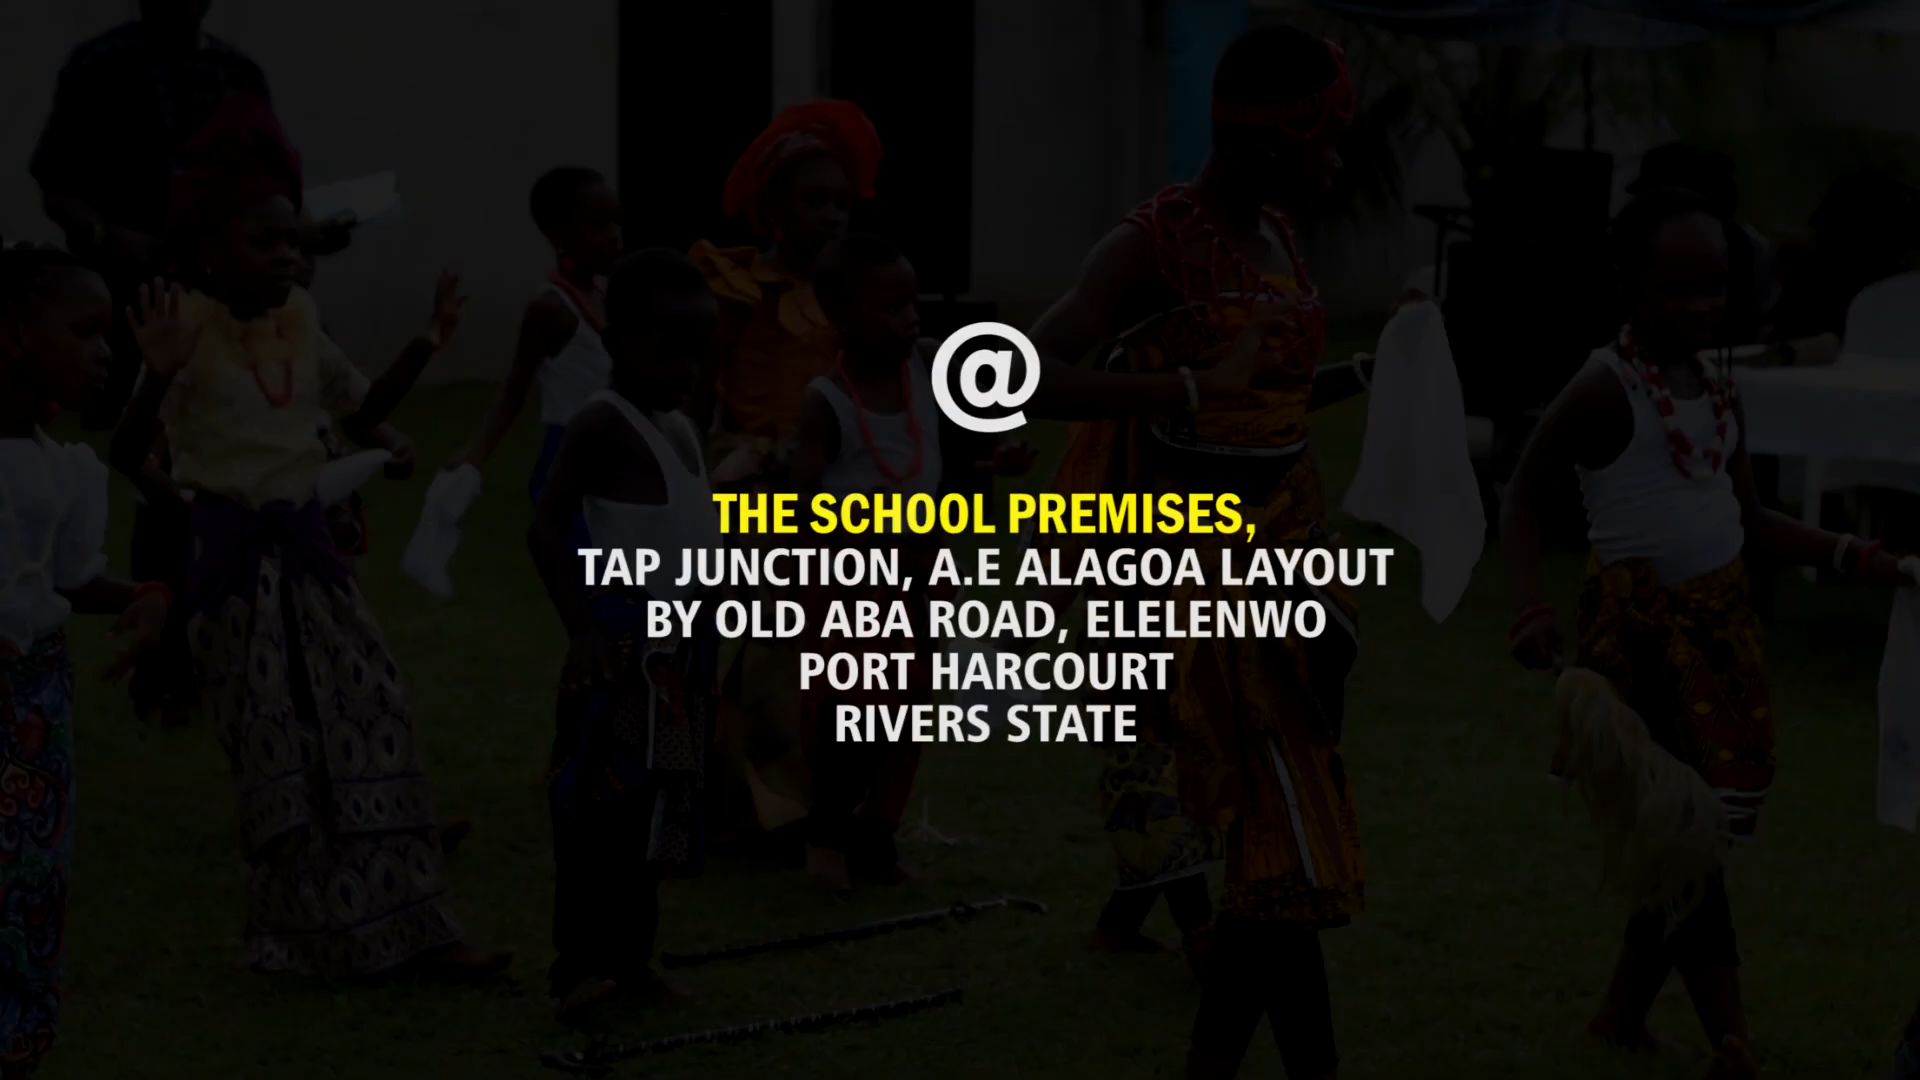 @
THE SCHOOL PREMISES,
TAP JUNCTION, A.E ALAGOA LAYOUT
BY OLD ABA ROAD, ELELENWO
PORT HARCOURT
RIVERS STATE